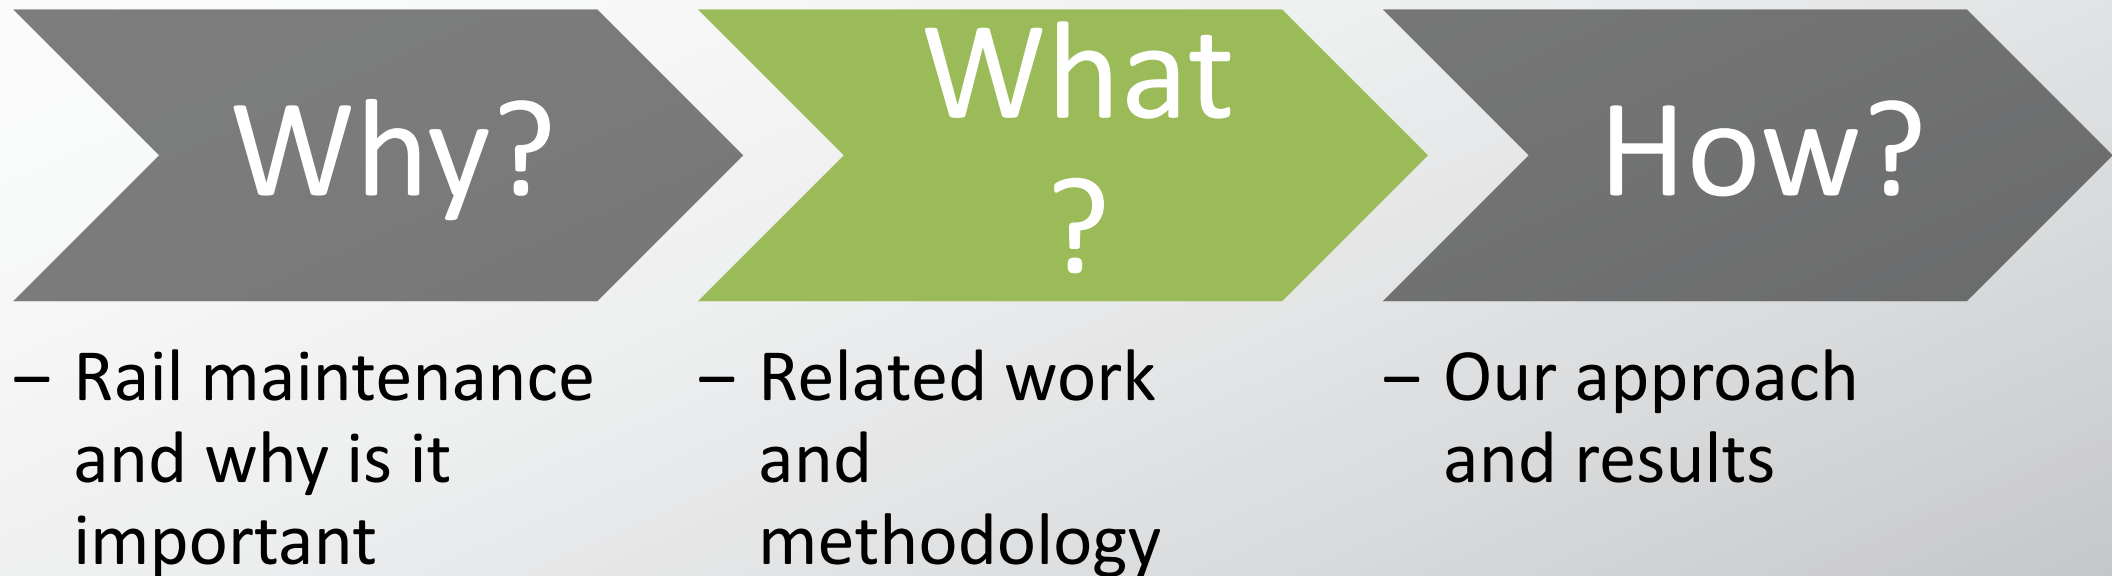 Why?
What
?
How?
– Rail maintenance
and why is it
important
– Related work
and
methodology
– Our approach
and results